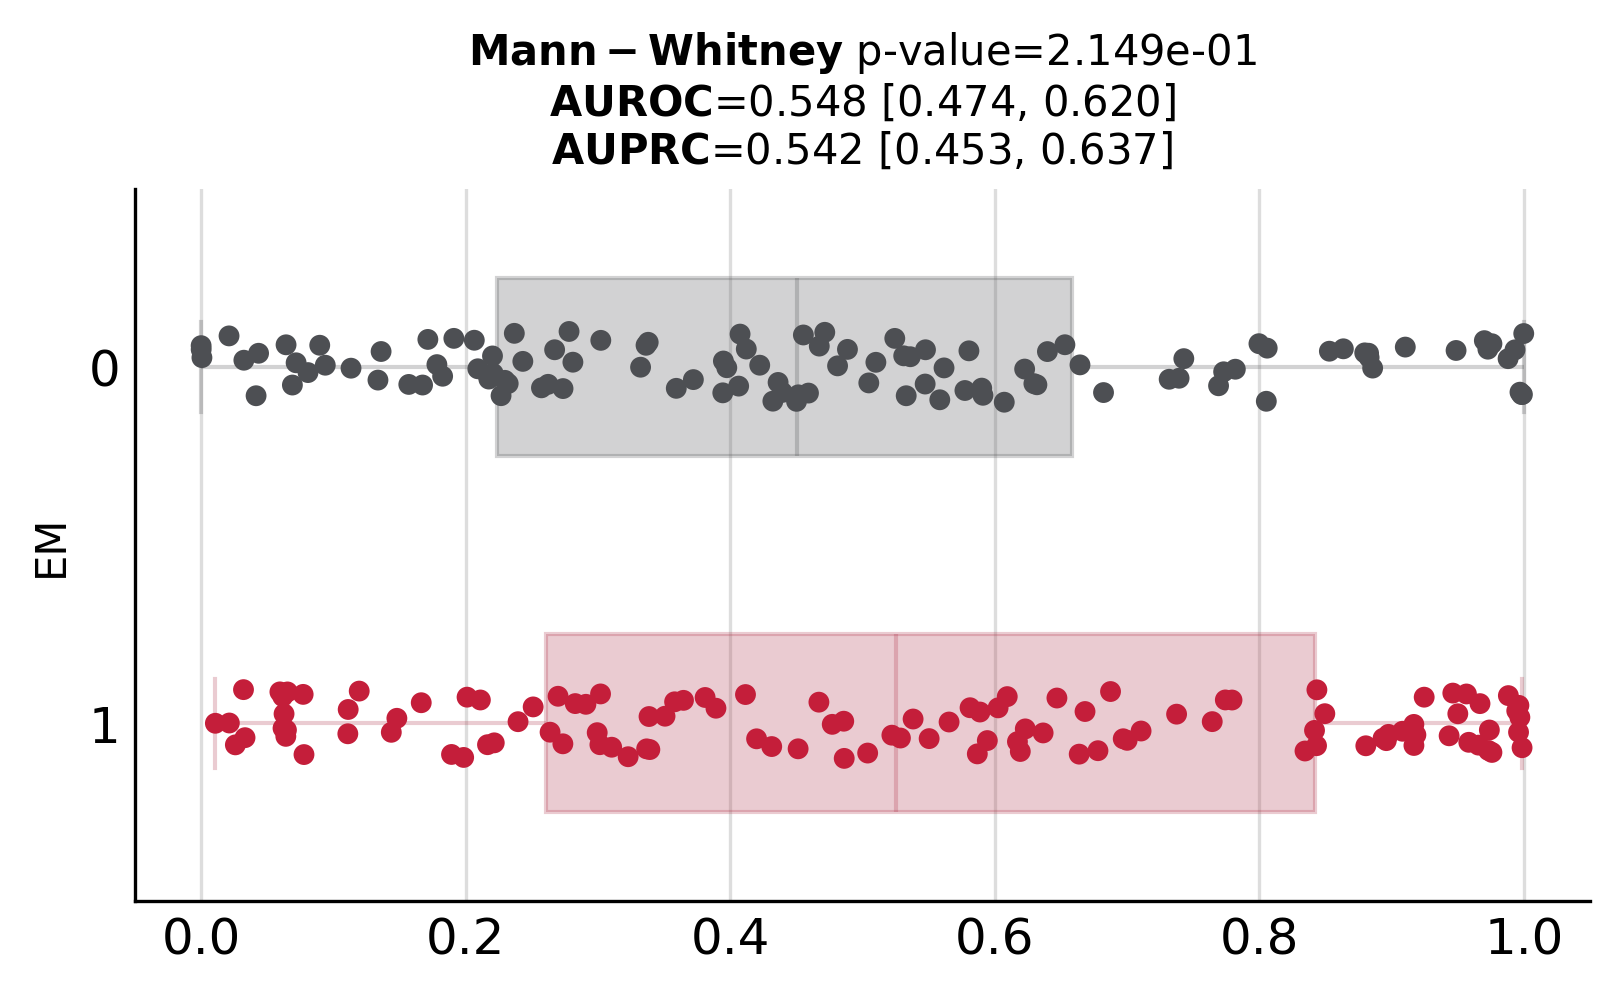 Mann − Whitney p-value=2.149e-01
AUROC=0.548 [0.474, 0.620]
AUPRC=0.542 [0.453, 0.637]
0
EM
1
0.0 0.2 0.4 0.6 0.8 1.0